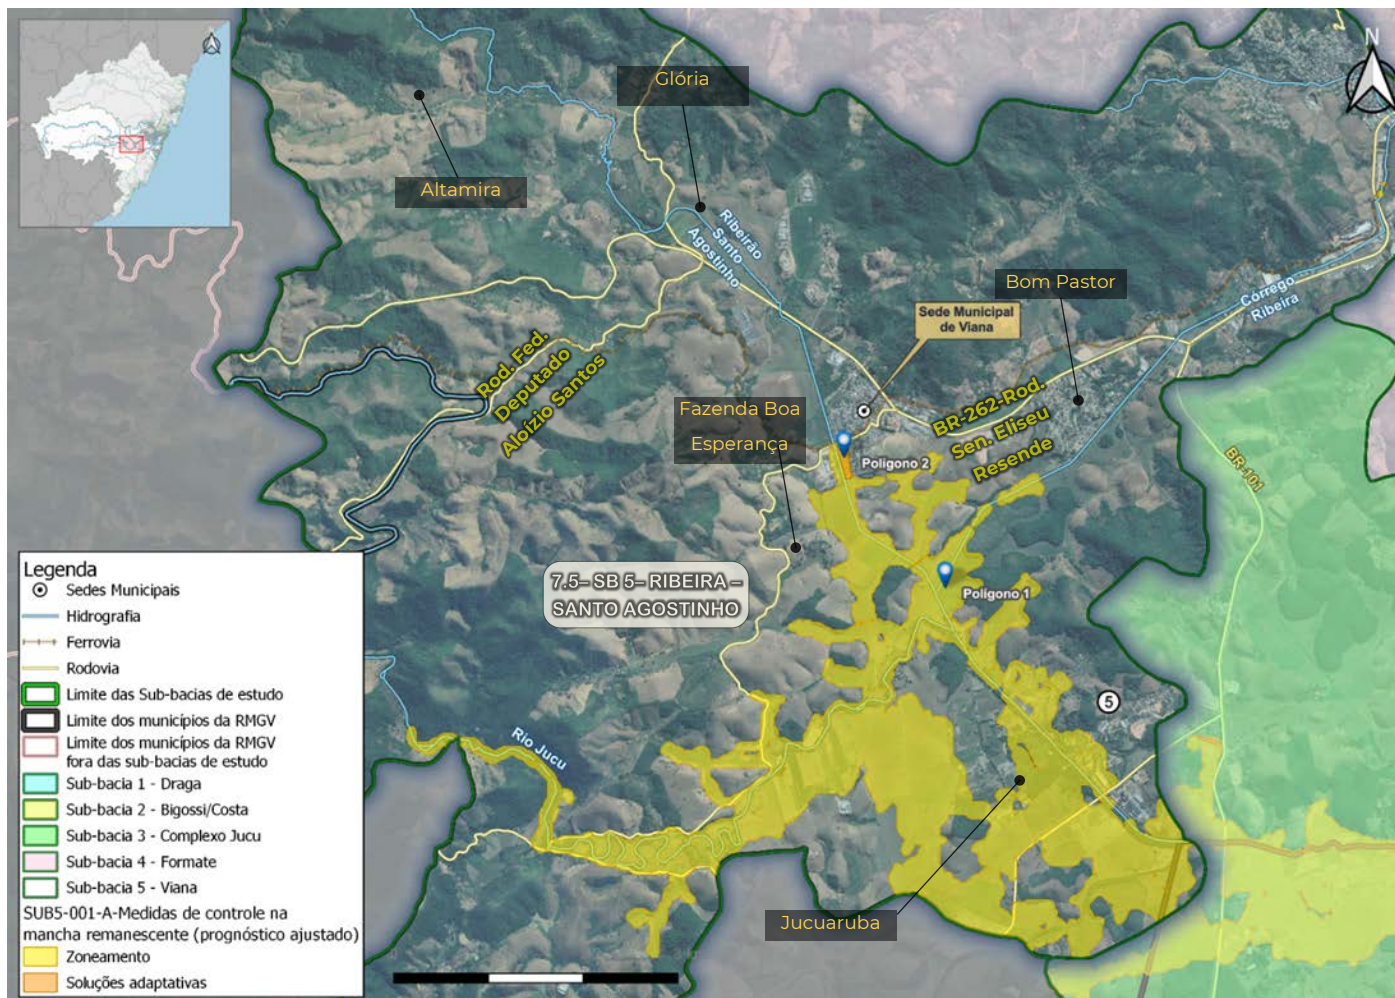 N
Glória
Altamira
Ribeirão
Santo
Agostinho
Bom Pastor
Córrego
Ribeira
Sede Municipal
de Viana
Rod. Fed.
Deputado
Aloízio Santos
Fazenda Boa
Esperança
BR-262-Rod.
Sen. Eliseu
Resende
BR-101
Polígono 2
Polígono 1
7.5– SB 5– RIBEIRA –
SANTO AGOSTINHO
5
Rio Jucu
Jucuaruba
Legenda
Sedes Municipais
Hidrografia
Ferrovia
Rodovia
Limite das Sub-bacias de estudo
Limite dos municípios da RMGV
Limite dos municípios da RMGV
fora das sub-bacias de estudo
Sub-bacia 1 - Draga
Sub-bacia 2 - Bigossi/Costa
Sub-bacia 3 - Complexo Jucu
Sub-bacia 4 - Formate
Sub-bacia 5 - Viana
SUB5-001-A-Medidas de controle na
mancha remanescente (prognóstico ajustado)
Zoneamento
Soluções adaptativas